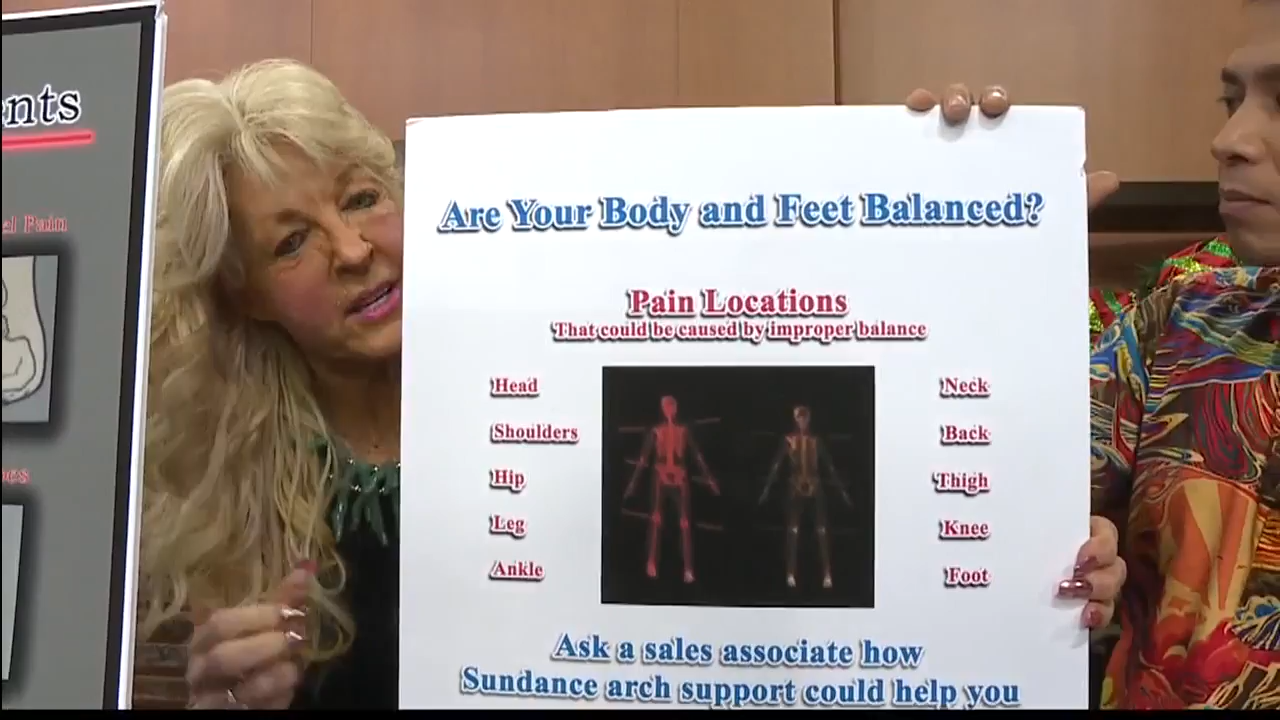 Pain
Are Your Body and Feet Balanced?
Pain Locations
That could be caused by improper balance
Head
Neck
Shoulders
Back
Hip
Thigh
Leg
Knee
Ankle
Foot
Ask a sales associate how
Sundance arch support could help you